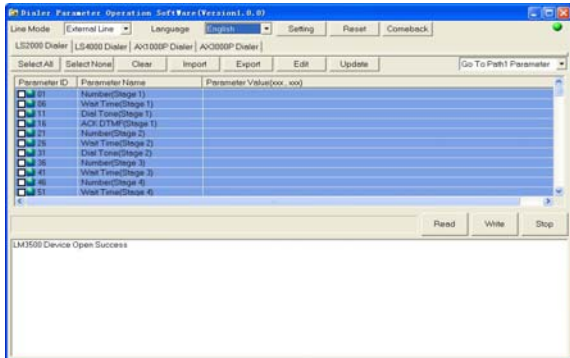 Dialer Parameter Operation SoftWare(Version1.0.0)
Line Mode External Line Language English Setting Reset Comeback
LS2000 Dialer LS4000 Dialer AX1000P Dialer AX3000P Dialer
Select All Select None Clear Import Export Edit Update Go To Path1 Parameter
Parameter ID Parameter Name Parameter Value(xxx, xxx)
01 Number(Stage 1)
06 Wait Time(Stage 1)
11 Dial Tone(Stage 1)
16 ACK DTMF(Stage 1)
21 Number(Stage 2)
26 Wait Time(Stage 2)
31 Dial Tone(Stage 2)
36 Number(Stage 3)
41 Wait Time(Stage 3)
46 Number(Stage 4)
51 Wait Time(Stage 4)
Read Write Stop
LM3500 Device Open Success